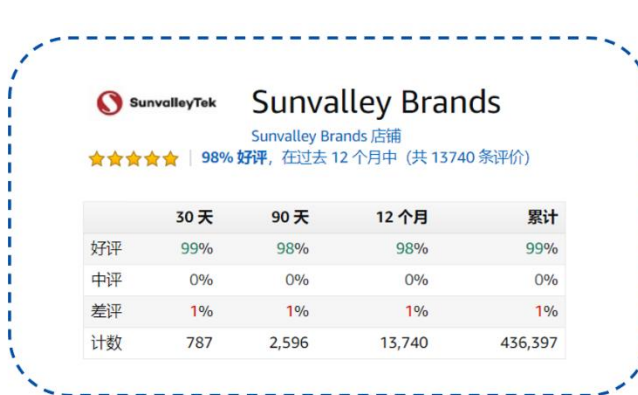 SunvalleyTek
Sunvalley Brands
Sunvalley Brands 店铺
98% 好评，在过去 12 个月中（共 13740 条评价）
30 天 90 天 12 个月 累计
好评 99% 98% 98% 99%
中评 0% 0% 0% 0%
差评 1% 1% 1% 1%
计数 787 2,596 13,740 436,397